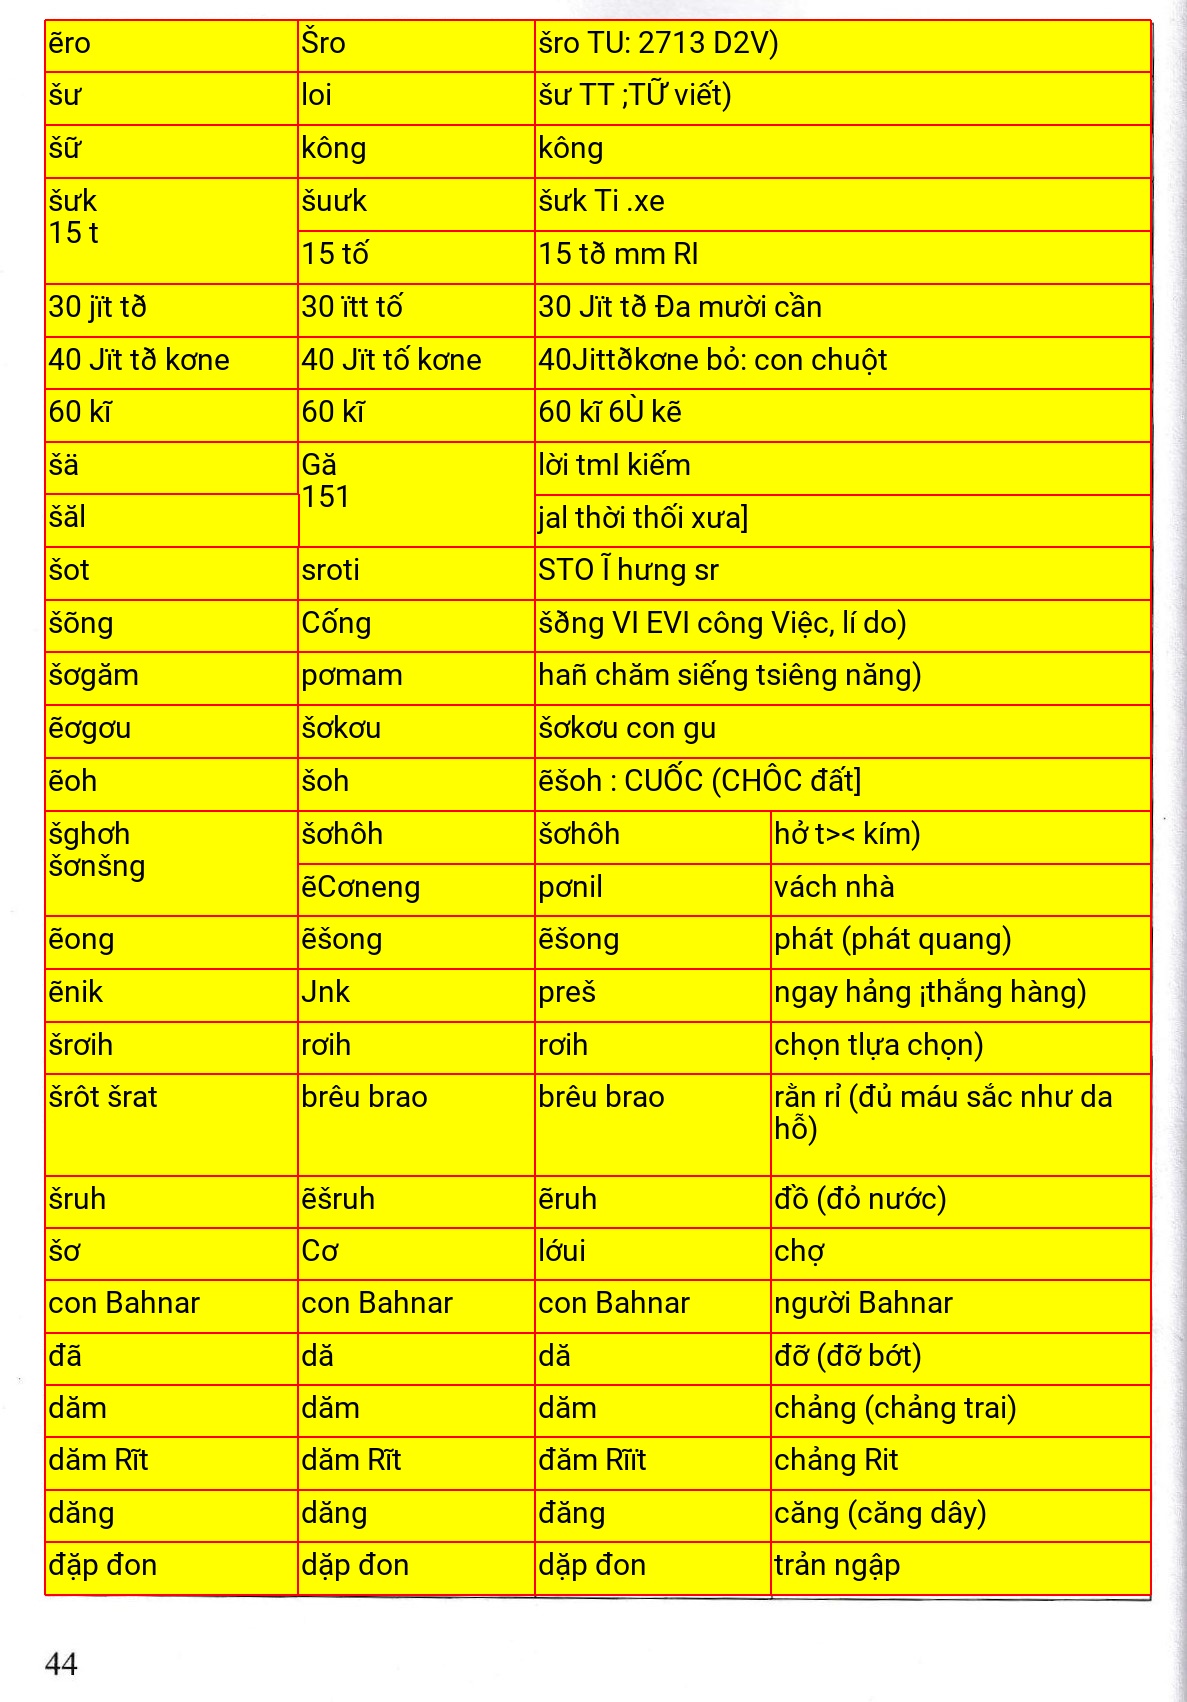 ẽro Šro šro TU: 2713 D2V)
šư loi šư TT ;TỮ viết)
šữ kông kông
šưk šuưk šưk Ti .xe
15 t 15 tố 15 tð mm RI
30 jït tð 30 ïtt tố 30 Jït tð Đa mười cần
40 Jït tð kơne 40 Jït tố kơne 40Jittðkơne bỏ: con chuột
60 kĩ 60 kĩ 60 kĩ 6Ù kẽ
šä Gă lời tml kiếm
šăl 151 jal thời thối xưa]
šot sroti STO Ĩ hưng sr
šõng Cống šðng VI EVI công Việc, lí do)
šơgăm pơmam hañ chăm siếng tsiêng năng)
ẽơgơu šơkơu šơkơu con gu
ẽoh šoh ẽšoh : CUỐC (CHÔC đất]
šghơh šơhôh šơhôh hở t>< kím)
šơnšng ẽCơneng pơnil vách nhà
ẽong ẽšong ẽšong phát (phát quang)
ẽnik Jnk preš ngay hảng ¡thắng hàng)
šrơih rơih rơih chọn tlựa chọn)
šrôt šrat brêu brao brêu brao rằn rỉ (đủ máu sắc như da
hỗ)
šruh ẽšruh ẽruh đồ (đỏ nước)
šơ Cơ lớui chợ
con Bahnar con Bahnar con Bahnar người Bahnar
đã dă dă đỡ (đỡ bớt)
dăm dăm dăm chảng (chảng trai)
dăm Rĩt dăm Rĩt đăm Rĩït chảng Rit
dăng dăng đăng căng (căng dây)
đặp đon dặp đon dặp đon trản ngập
44